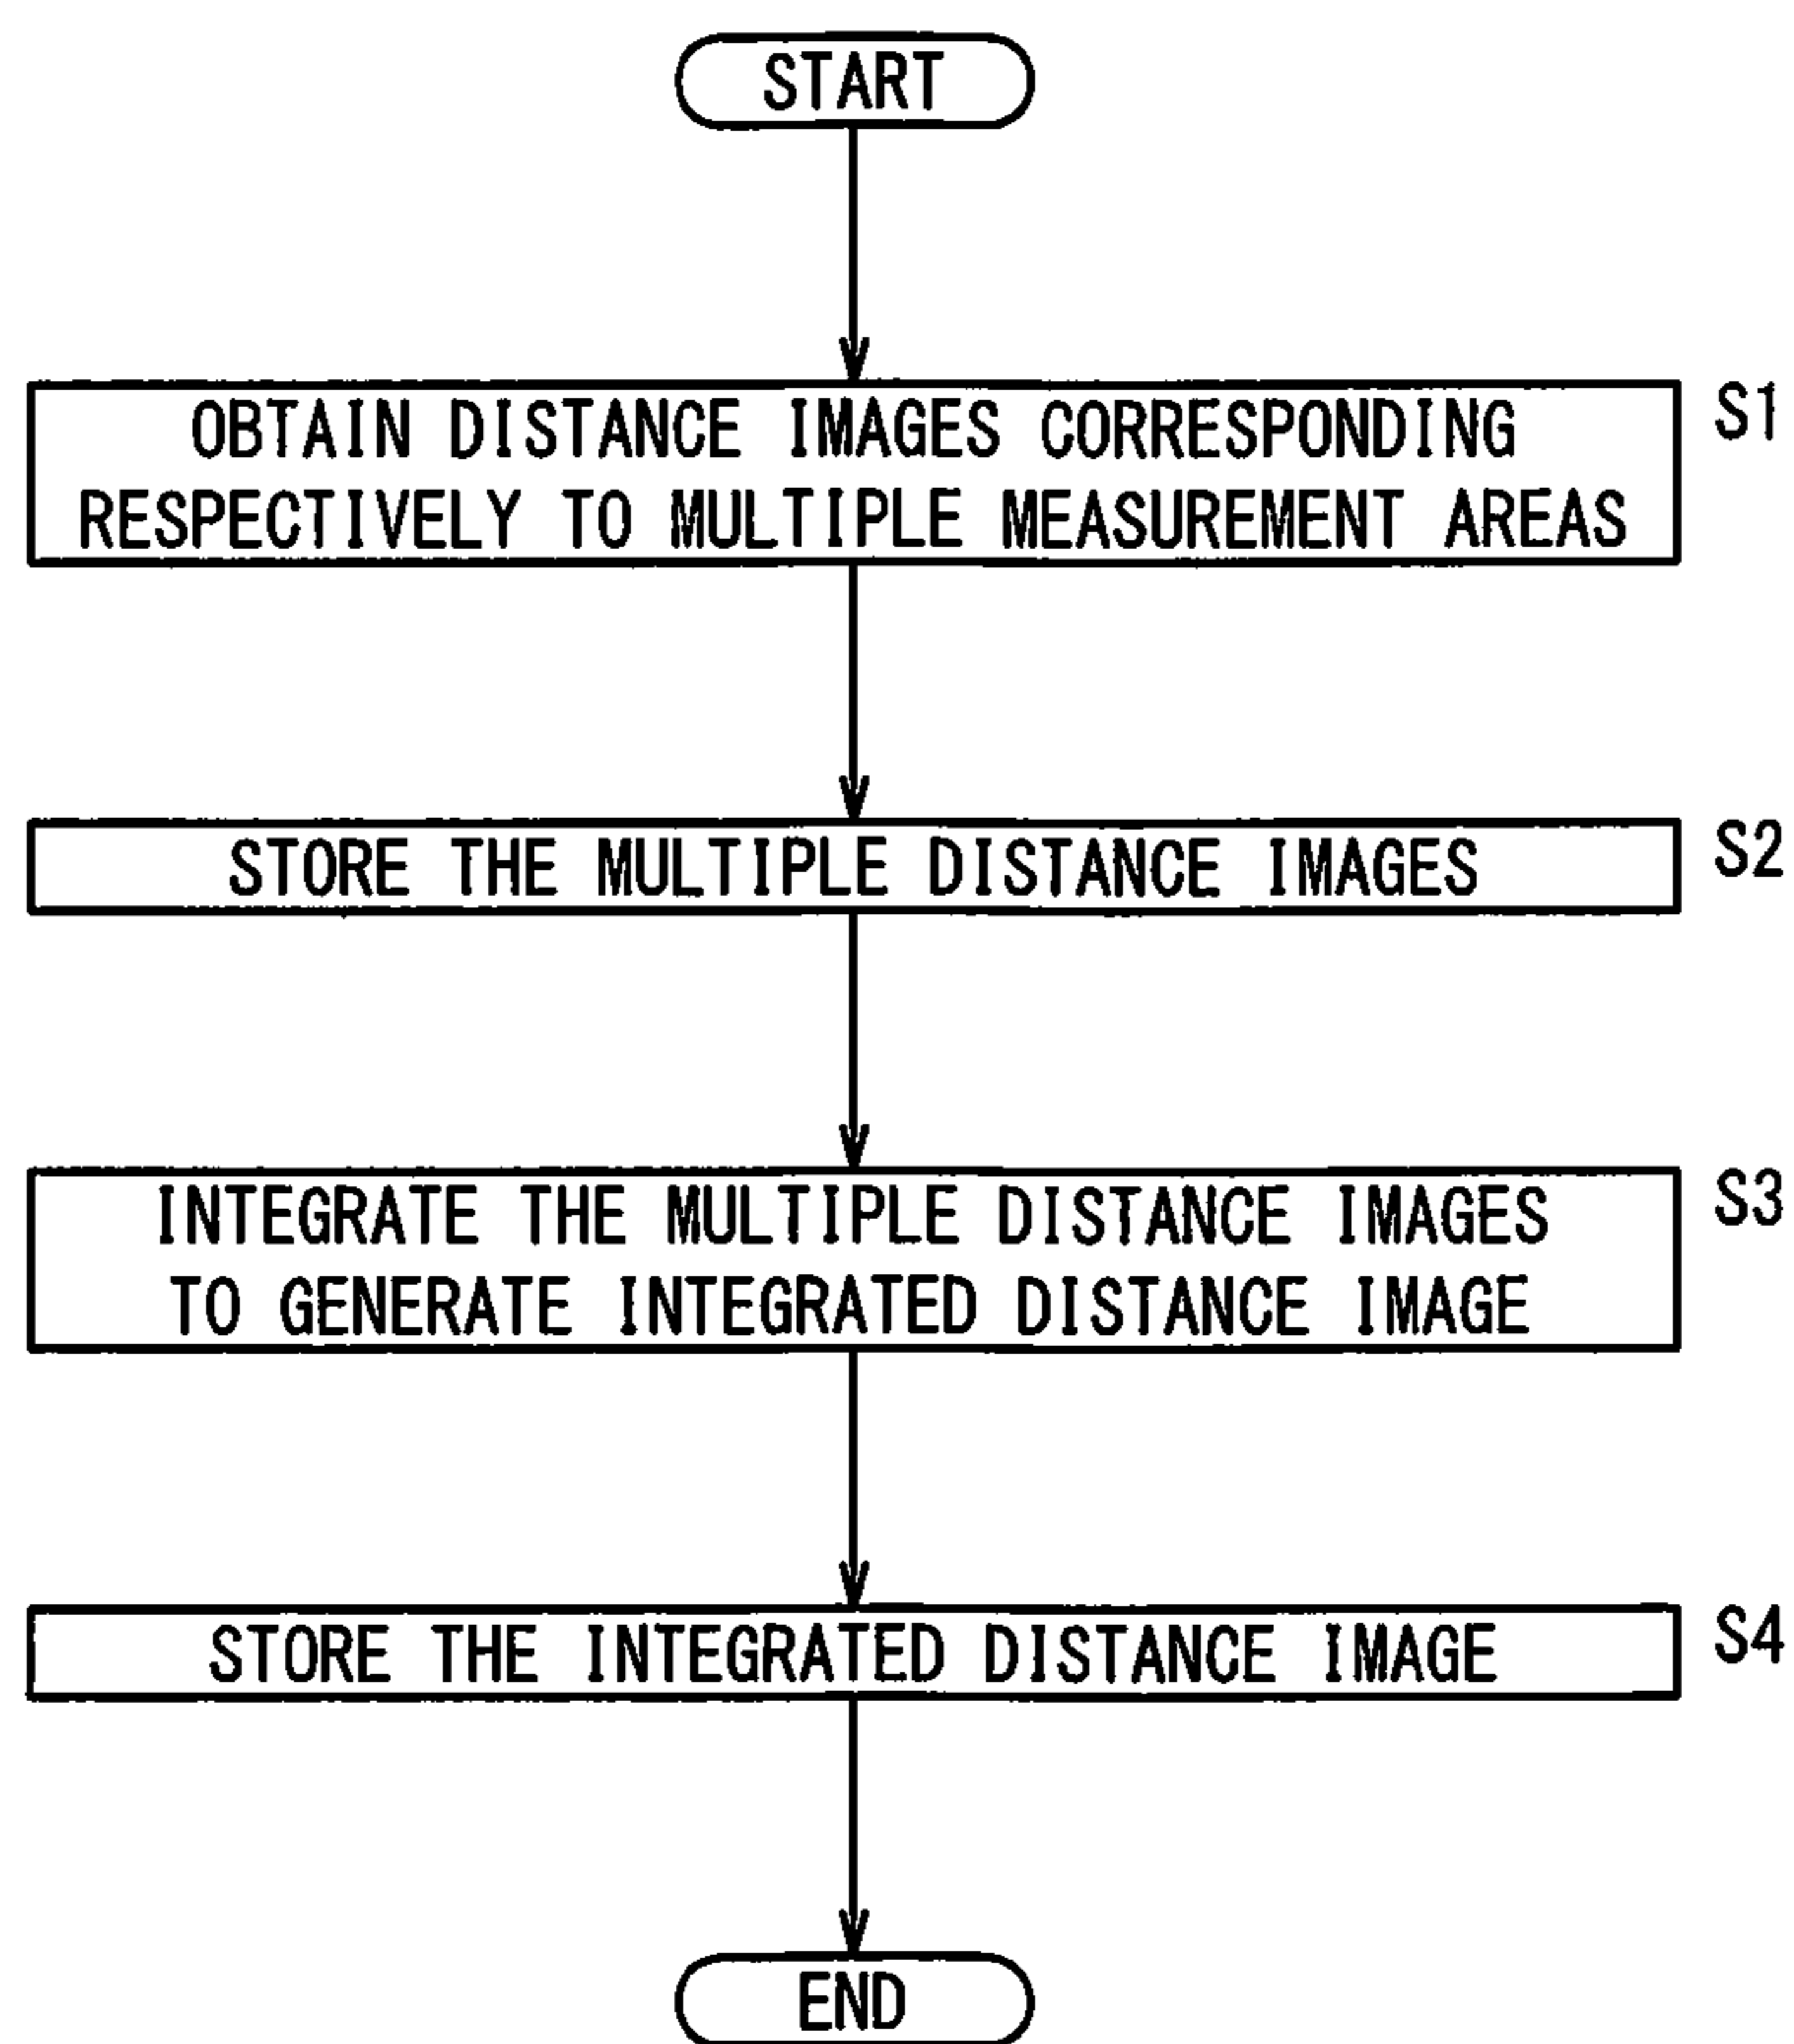 START
OBTAIN DISTANCE IMAGES CORRESPONDING
RESPECTIVELY TO MULTIPLE MEASUREMENT AREAS
S1
STORE THE MULTIPLE DISTANCE IMAGES
S2
INTEGRATE THE MULTIPLE DISTANCE IMAGES
TO GENERATE INTEGRATED DISTANCE IMAGE
S3
STORE THE INTEGRATED DISTANCE IMAGE
S4
END